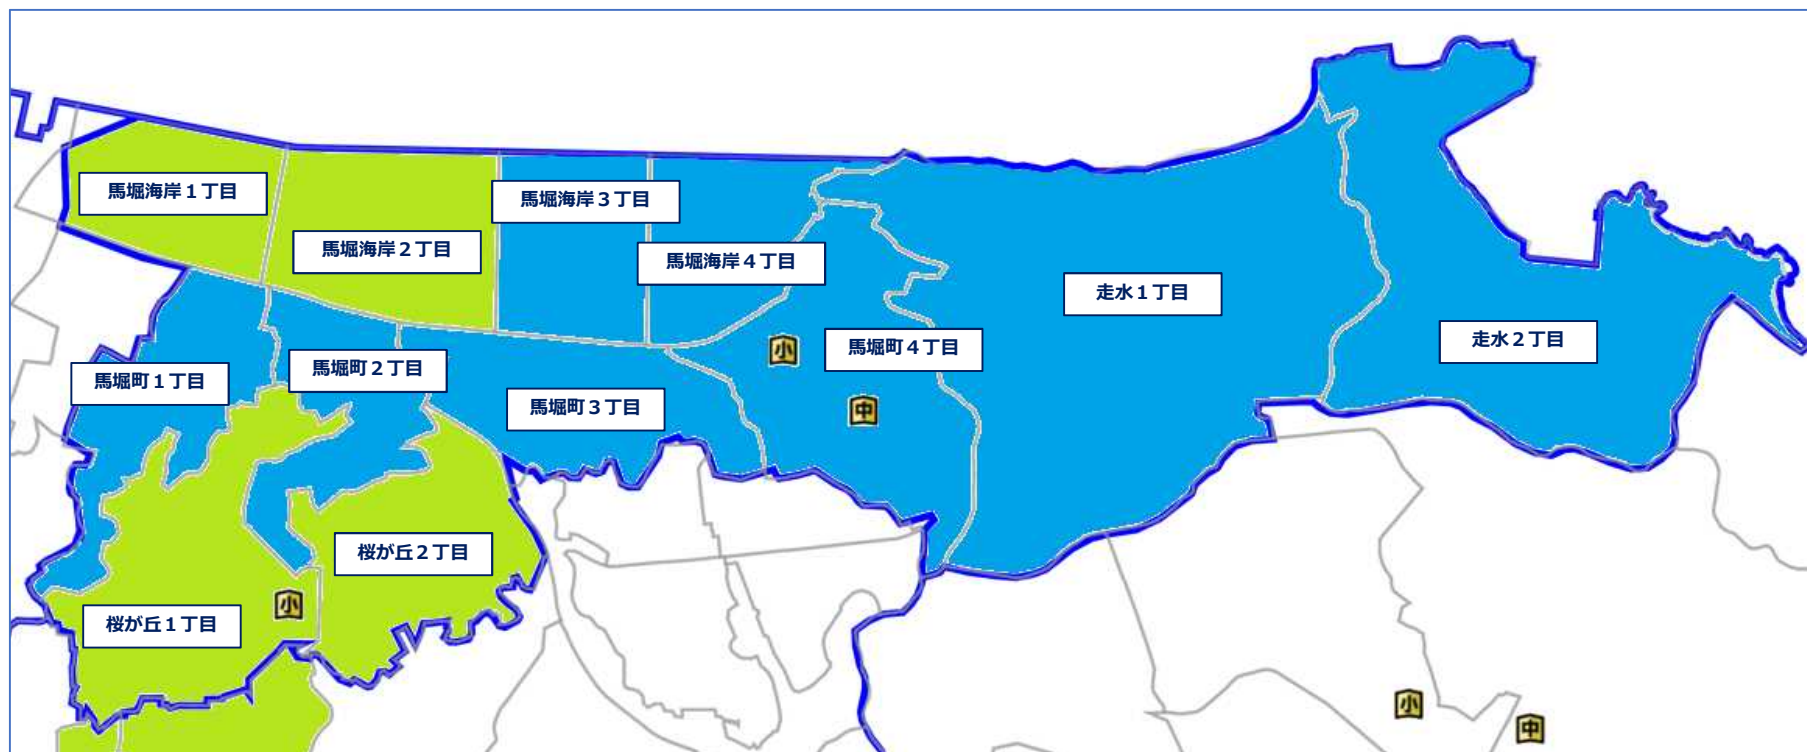 馬堀海岸１丁目
馬堀海岸２丁目
馬堀海岸３丁目
馬堀海岸４丁目
走水１丁目
走水２丁目
馬堀町１丁目
馬堀町２丁目
馬堀町３丁目
馬堀町４丁目
小
中
桜が丘２丁目
桜が丘１丁目
小
小
中